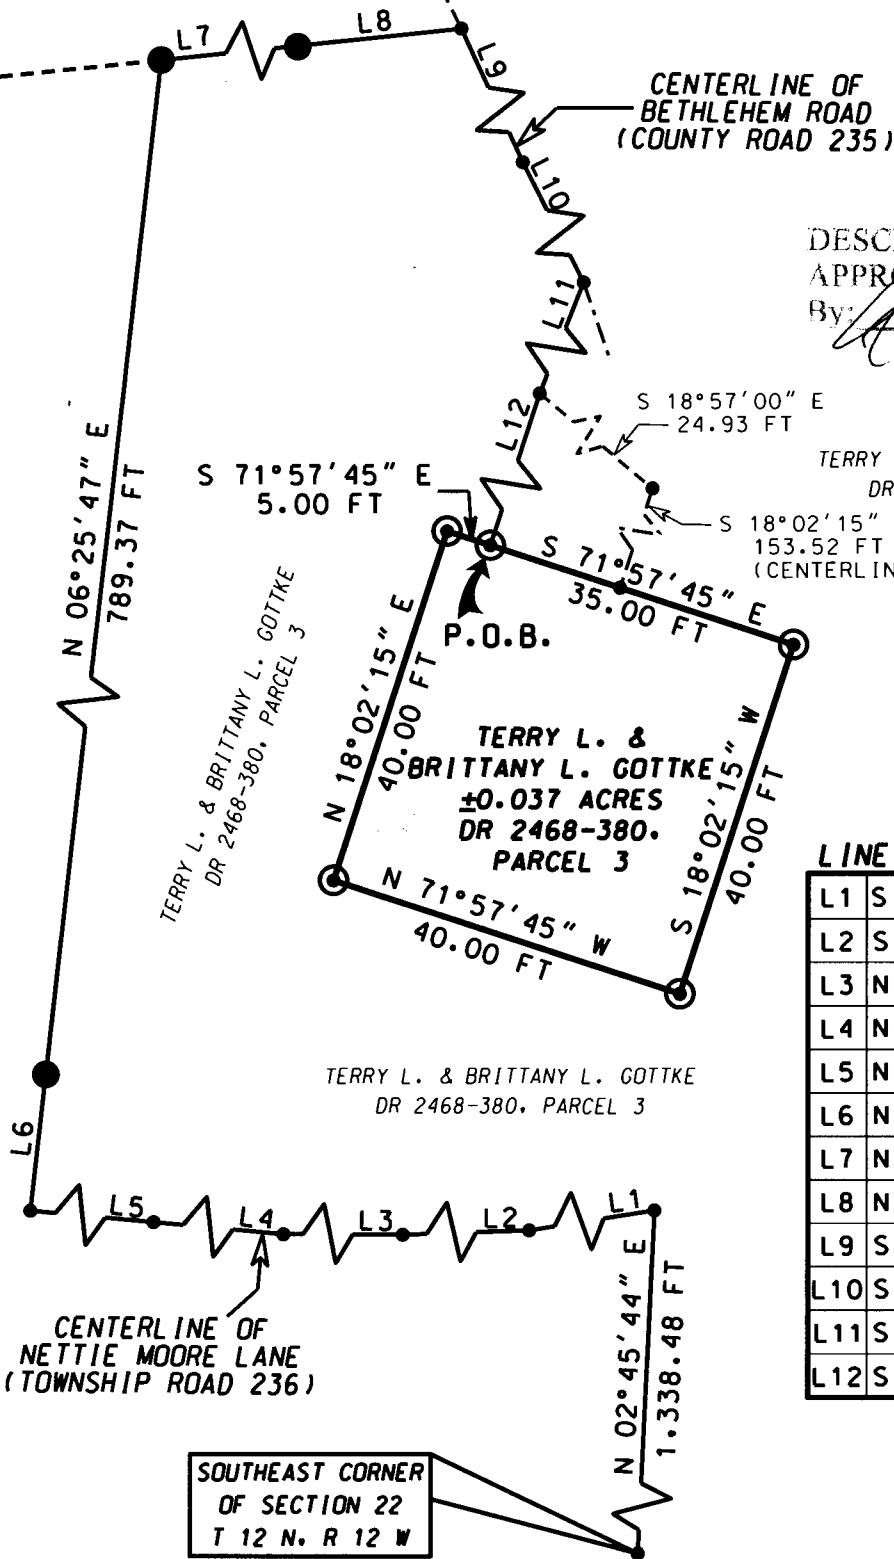 L7
L8
L9
CENTERLINE OF
BETHLEHEM ROAD
(COUNTY ROAD 235)
L10
By:
L11
L12
S 18°57'00" E
24.93 FT
TERRY
DR
S 18°02'15"
153.52 FT
S 71°57'45" E
5.00 FT
N 06°25'47" E
789.37 FT
S 71°57'45" E
35.00 FT
P.O.B.
TERRY L. & BRITTANY L. GOTTKE
DR 2468-380, PARCEL 3
N 18°02'15" E
40.00 FT
TERRY L. &
BRITTANY L. GOTTKE
±0.037 ACRES
DR 2468-380,
PARCEL 3
S 18°02'15" W
40.00 FT
N 71°57'45" W
40.00 FT
TERRY L. & BRITTANY L. GOTTKE
DR 2468-380, PARCEL 3
LINE
L1 S
L2 S
L3 N
L4 N
L5 N
L6 N
L7 N
L8 N
L9 S
L10 S
L11 S
L12 S
L6
L5
L4
L3
L2
L1
CENTERLINE OF
NETTIE MOORE LANE
(TOWNSHIP ROAD 236)
N 02°45'44" E
1,338.48 FT
SOUTHEAST CORNER
OF SECTION 22
T 12 N, R 12 W